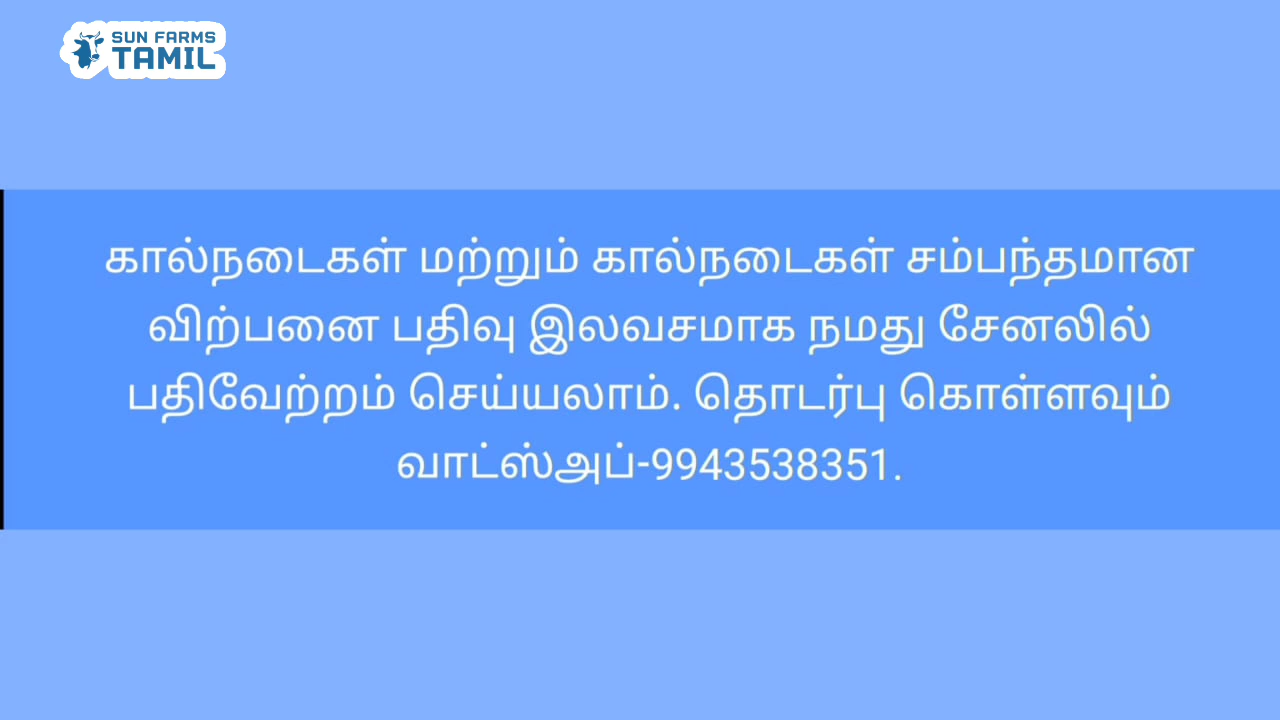 SUN FARMS
TAMIL
கால்நடைகள் மற்றும் கால்நடைகள் சம்பந்தமான
விற்பனை பதிவு இலவசமாக நமது சேனலில்
பதிவேற்றம் செய்யலாம். தொடர்பு கொள்ளவும்
வாட்ஸ்அப்-9943538351.